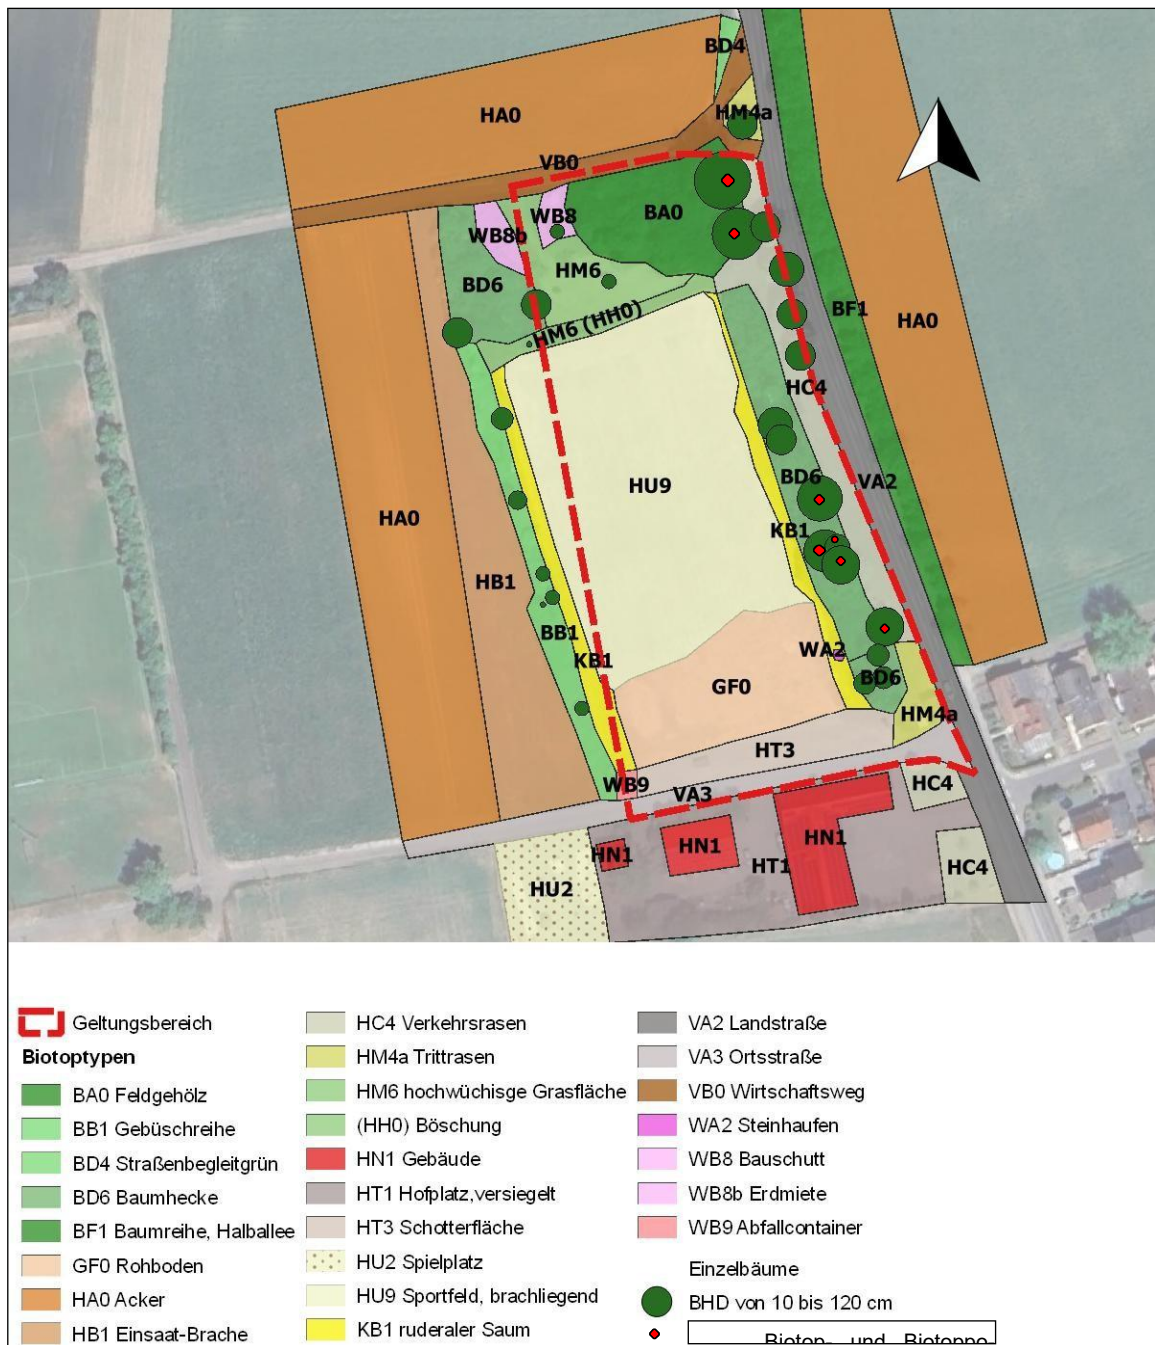 BD4
HA0
HM4a
VB0
WB8
BA0
WB8b
HM6
BD6
HM6 (HH0)
BF1
HA0
HC4
HU9
BD6
VA2
HA0
KB1
HB1
BB1
WA2
KB1
GF0
BD6
HM4a
HT3
WB9
VA3
HC4
HN1
HN1
HN1
HT1
HC4
HU2
Geltungsbereich
Biotoptypen
BA0 Feldgehölz
BB1 Gebüschreihe
BD4 Straßenbegleitgrün
BD6 Baumhecke
BF1 Baumreihe, Halballee
GF0 Rohboden
HA0 Acker
HB1 Einsaat-Brache
HC4 Verkehrsrasen
HM4a Trittrasen
HM6 hochwüchisge Grasfläche
(HH0) Böschung
HN1 Gebäude
HT1 Hofplatz,versiegelt
HT3 Schotterfläche
HU2 Spielplatz
HU9 Sportfeld, brachliegend
KB1 ruderaler Saum
VA2 Landstraße
VA3 Ortsstraße
VB0 Wirtschaftsweg
WA2 Steinhaufen
WB8 Bauschutt
WB8b Erdmiete
WB9 Abfallcontainer
Einzelbäume
BHD von 10 bis 120 cm
Biotop- und Biotoppo